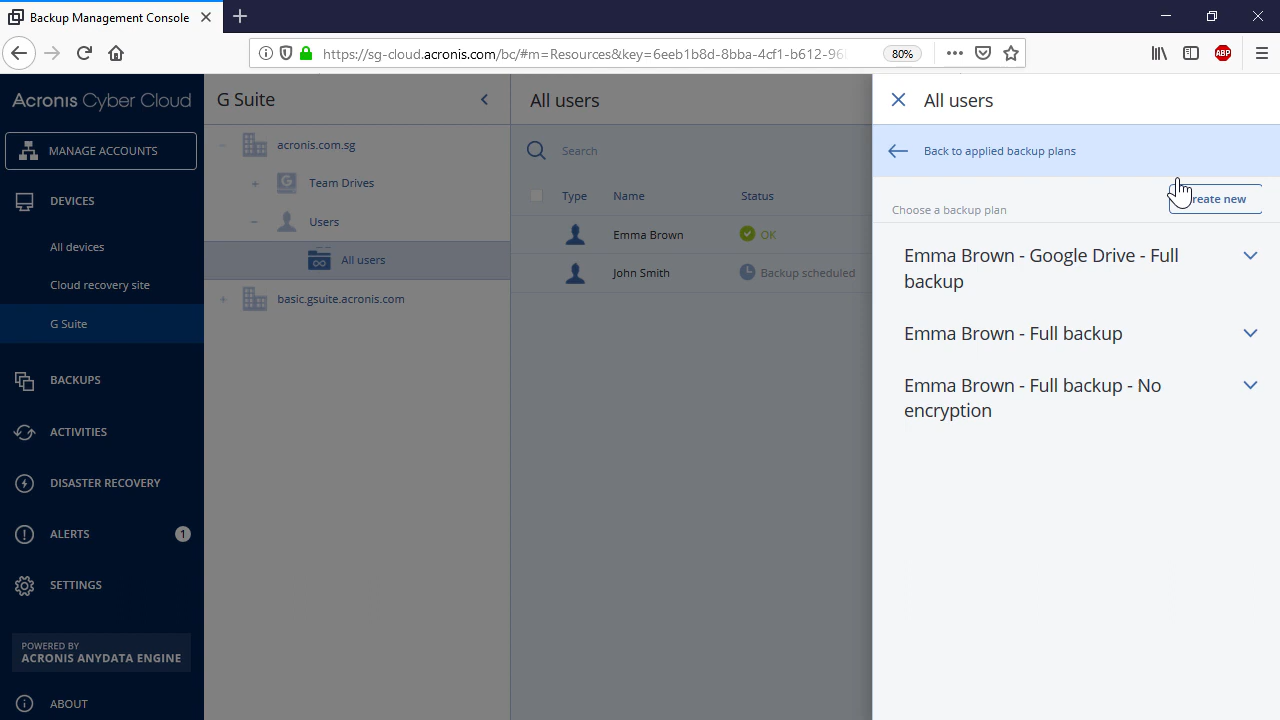 Backup Management Console
https://sg-cloud.acronis.com/bc/#m=Resources&key=6eeb1b8d-8bba-4cf1-b612-96
80%
ABP
Acronis Cyber Cloud
MANAGE ACCOUNTS
DEVICES
All devices
Cloud recovery site
G Suite
BACKUPS
ACTIVITIES
DISASTER RECOVERY
ALERTS
1
SETTINGS
POWERED BY
ACRONIS ANYDATA ENGINE
ABOUT
G Suite
acronis.com.sg
Team Drives
Users
All users
basic.gsuite.acronis.com
All users
Search
Type Name Status
Emma Brown OK
John Smith Backup scheduled
All users
Back to applied backup plans
Choose a backup plan
reate new
Emma Brown - Google Drive - Full
backup
Emma Brown - Full backup
Emma Brown - Full backup - No
encryption